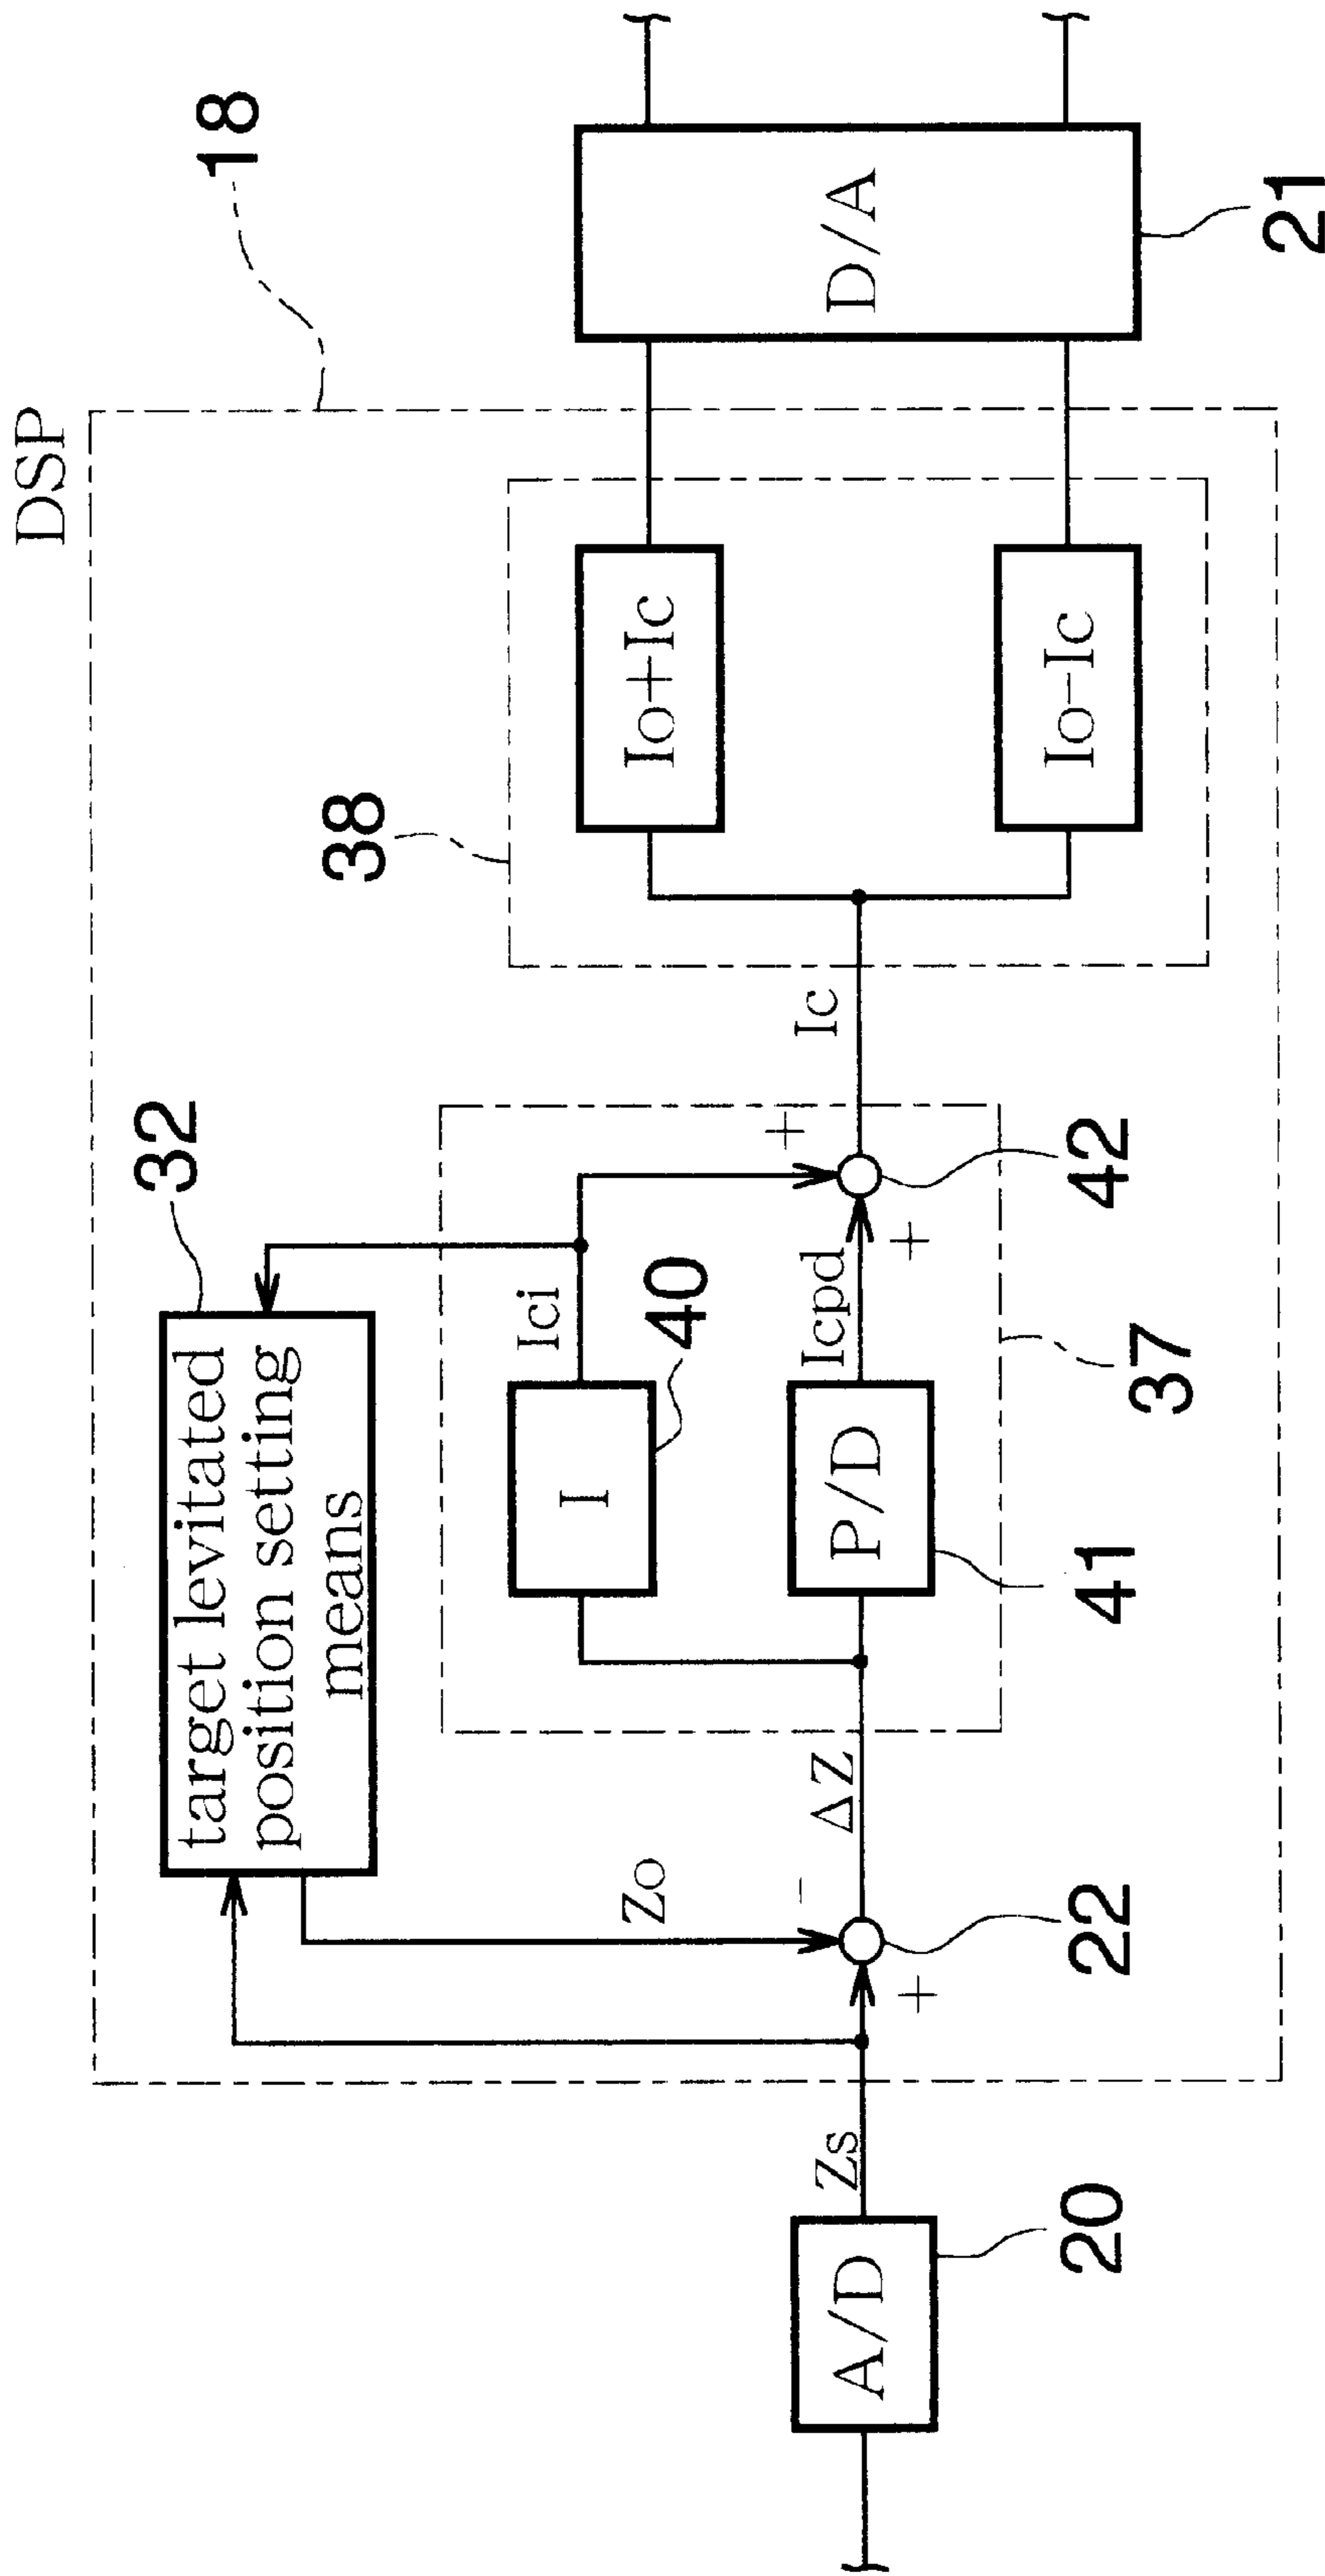 DSP
18
32
target levitated
position setting
means
38
Io+Ic
Io-Ic
D/A
21
Zo
Ici
40
I
+
Ic
A/D
20
Zs
+
-
22
ΔZ
P/D
41
Icpd
+
42
37